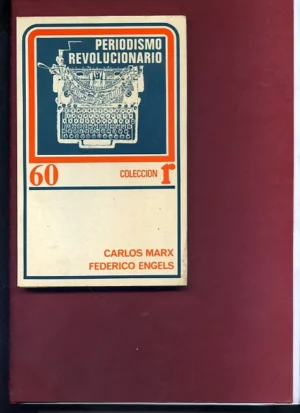 PERIODISMO
REVOLUCIONARIO
60
COLECCION r
CARLOS MARX
FEDERICO ENGELS